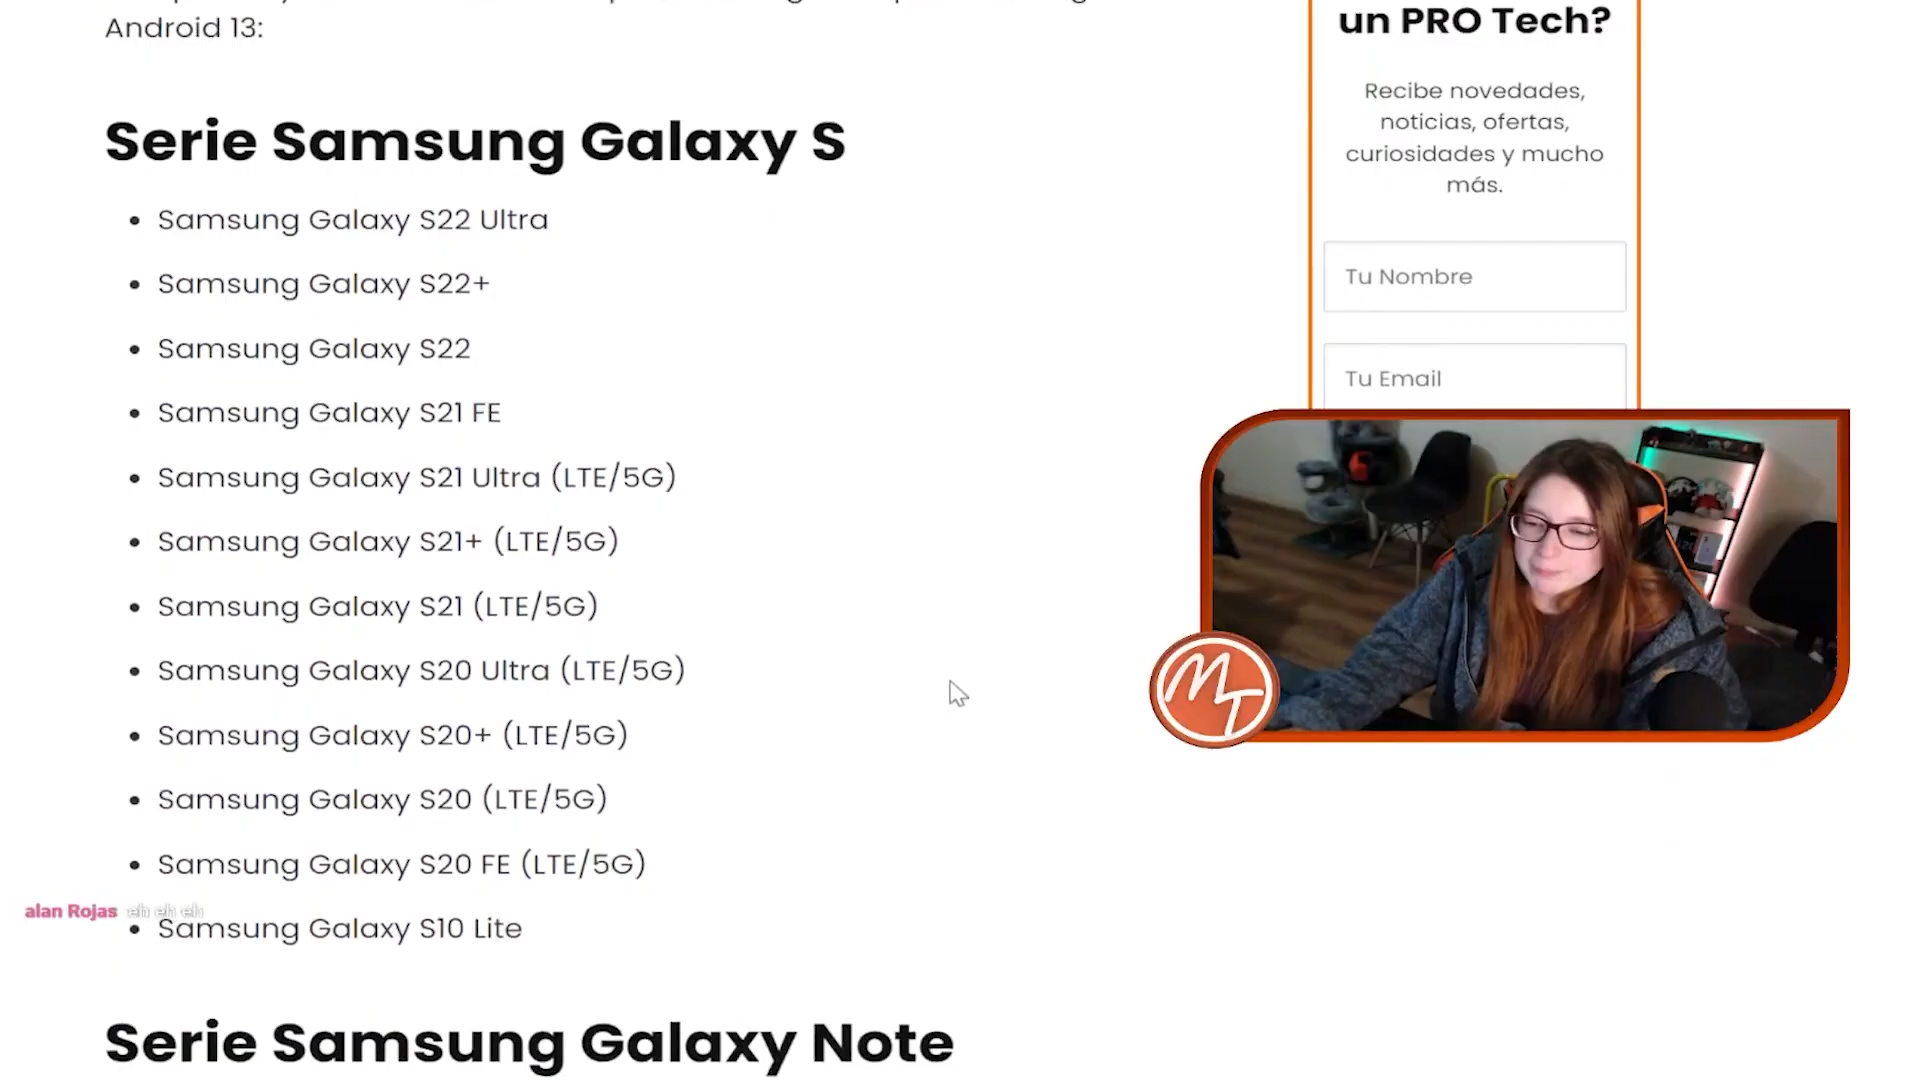 Android 13:
Serie Samsung Galaxy S
Samsung Galaxy S22 Ultra
Samsung Galaxy S22+
Samsung Galaxy S22
Samsung Galaxy S21 FE
Samsung Galaxy S21 Ultra (LTE/5G)
Samsung Galaxy S21+ (LTE/5G)
Samsung Galaxy S21 (LTE/5G)
Samsung Galaxy S20 Ultra (LTE/5G)
Samsung Galaxy S20+ (LTE/5G)
Samsung Galaxy S20 (LTE/5G)
Samsung Galaxy S20 FE (LTE/5G)
alan Rojas eh eh eh
Samsung Galaxy S10 Lite
Serie Samsung Galaxy Note
un PRO Tech?
Recibe novedades,
noticias, ofertas,
curiosidades y mucho
más.
Tu Nombre
Tu Email
MT